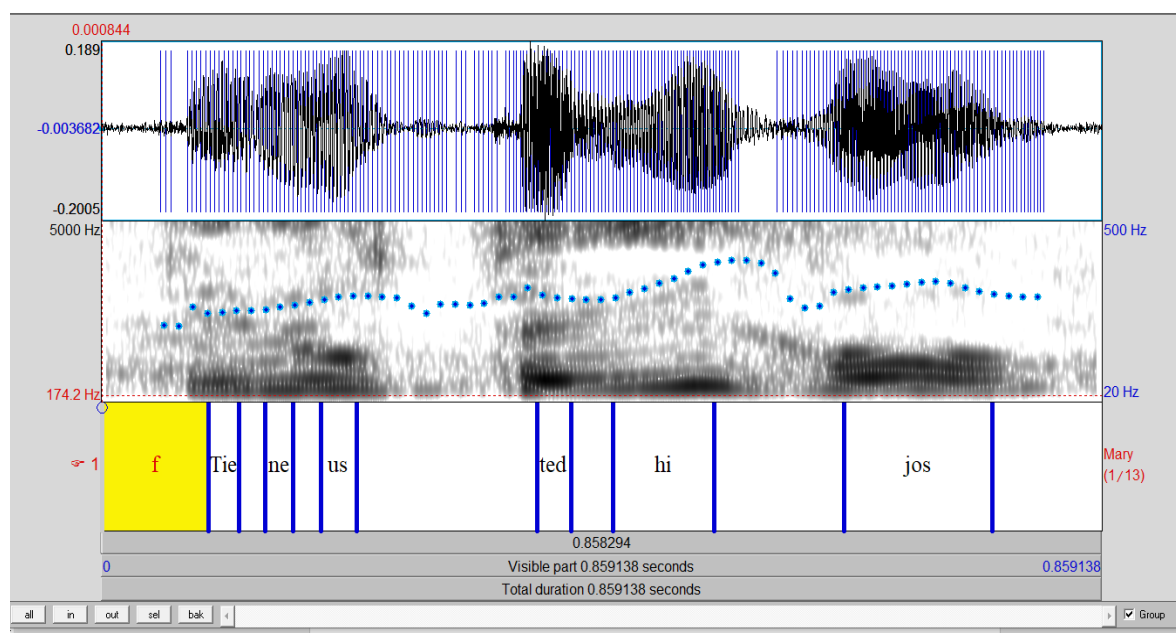 0.000844
0.189
-0.003682
-0.2005
5000 Hz 500 Hz
174.2 Hz 20 Hz
☞ 1 f Tie ne us ted hi jos Mary
(1/13)
0.858294
0 Visible part 0.859138 seconds 0.859138
Total duration 0.859138 seconds
all in out sel bak Group